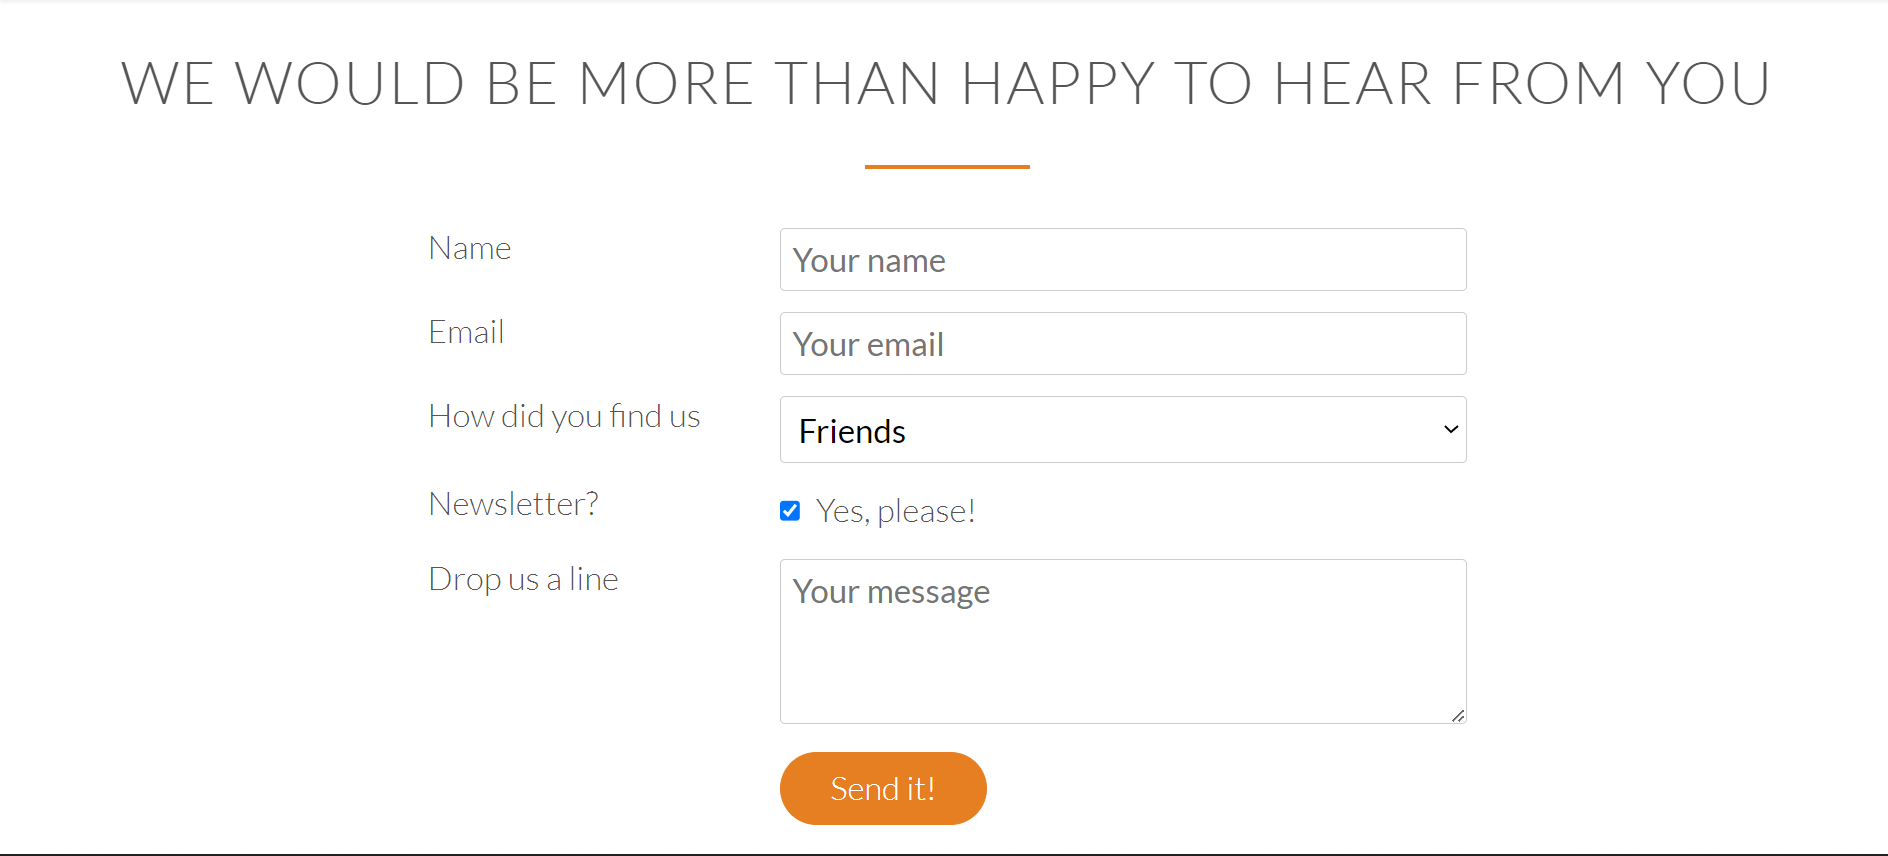 WE WOULD BE MORE THAN HAPPY TO HEAR FROM YOU
Name
Your name
Email
Your email
How did you find us
Friends
Newsletter?
Yes, please!
Drop us a line
Your message
Send it!